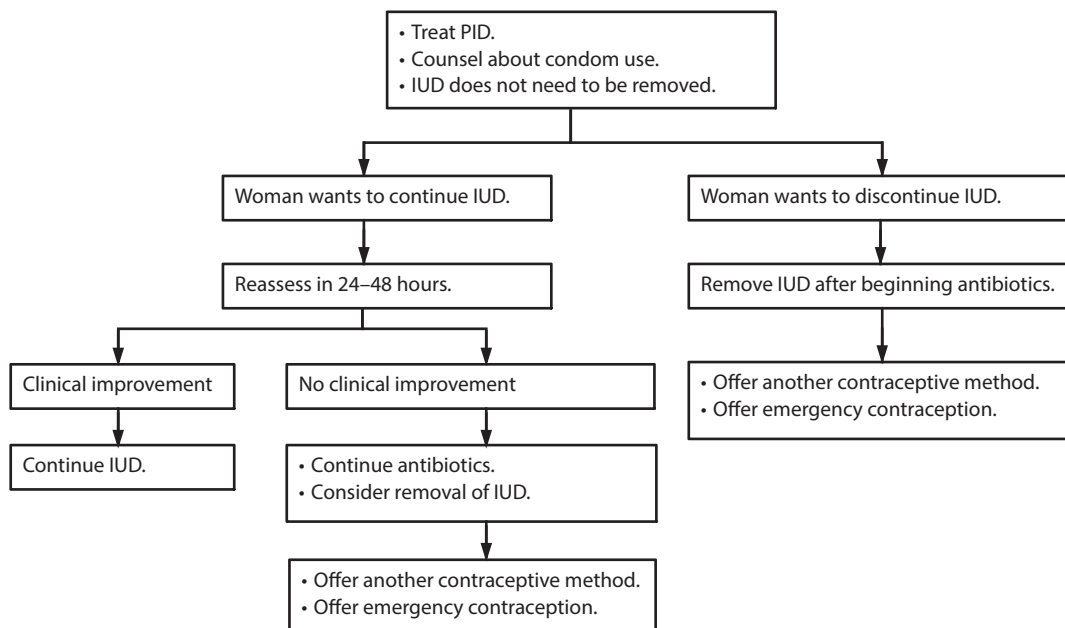 • Treat PID.
• Counsel about condom use.
• IUD does not need to be removed.
Woman wants to continue IUD.
Woman wants to discontinue IUD.
Reassess in 24–48 hours.
Remove IUD after beginning antibiotics.
Clinical improvement
No clinical improvement
• Offer another contraceptive method.
• Offer emergency contraception.
Continue IUD.
• Continue antibiotics.
• Consider removal of IUD.
• Offer another contraceptive method.
• Offer emergency contraception.